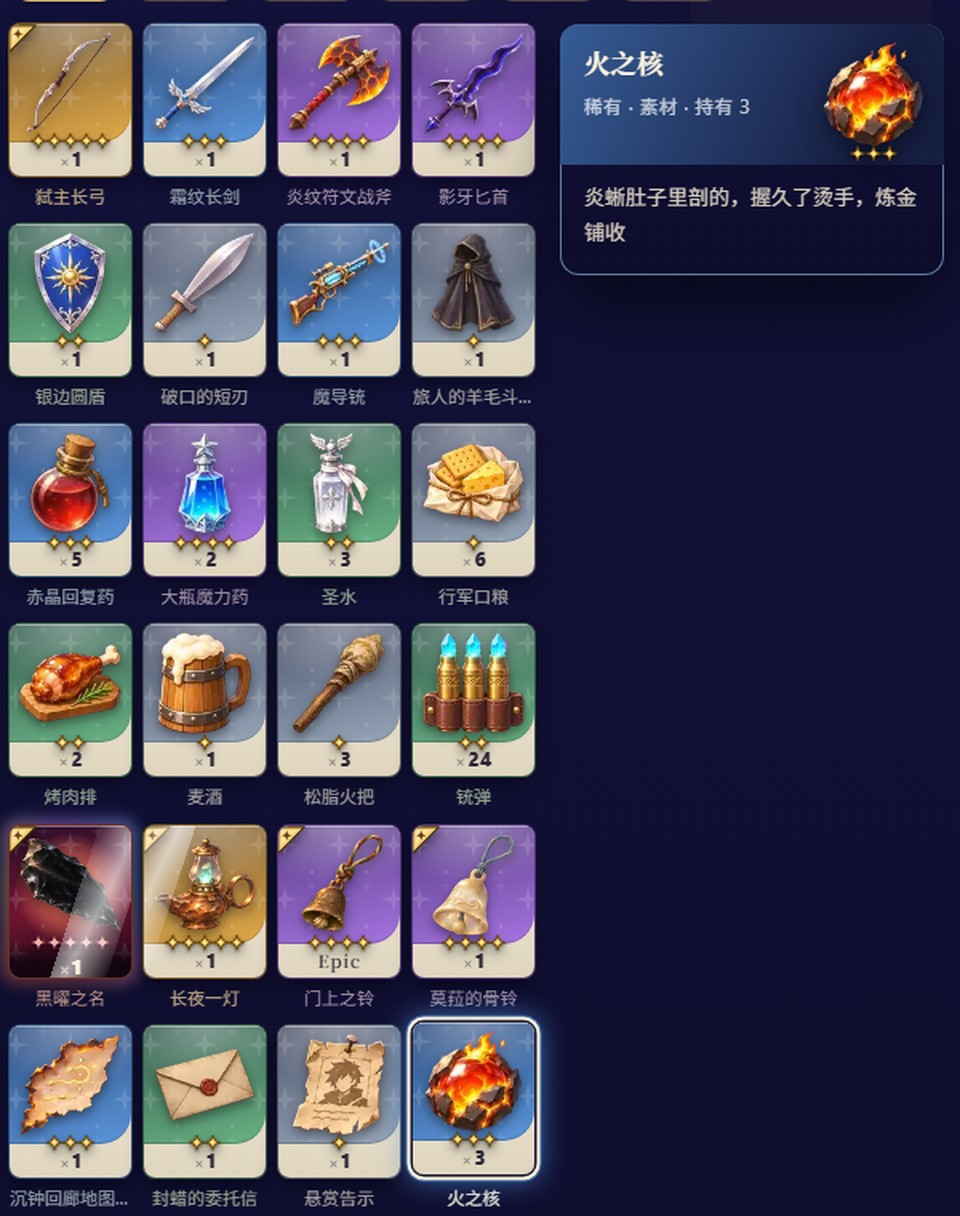 火之核
稀有 · 素材 · 持有 3
炎蜥肚子里剖的，握久了烫手，炼金
铺收
×1 ×1 ×1 ×1
弑主长弓 霜纹长剑 炎纹符文战斧 影牙匕首
×1 ×1 ×1 ×1
银边圆盾 破口的短刃 魔导铳 旅人的羊毛斗...
×5 ×2 ×3 ×6
赤晶回复药 大瓶魔力药 圣水 行军口粮
×2 ×1 ×3 ×24
烤肉排 麦酒 松脂火把 铳弹
×1 ×1 Epic ×1
黑曜之名 长夜一灯 门上之铃 莫菈的骨铃
×1 ×1 ×1 ×3
沉钟回廊地图... 封蜡的委托信 悬赏告示 火之核